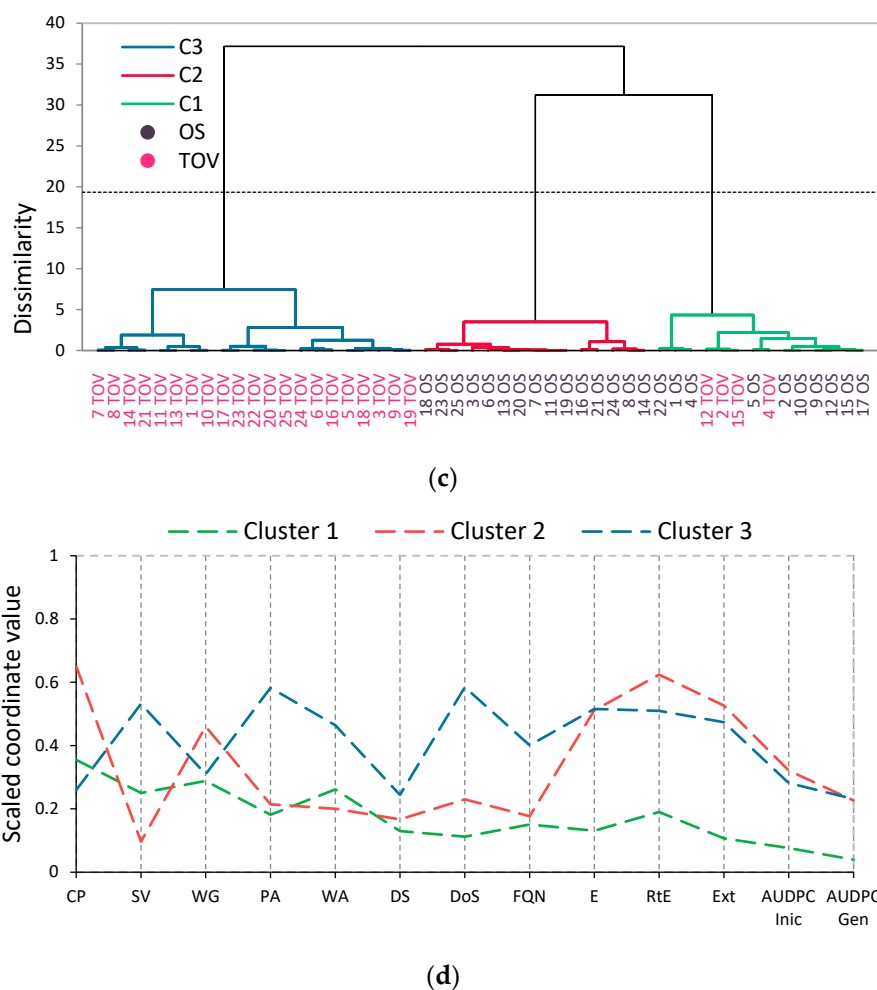 40
35
30
25
20
15
10
5
0
Dissimilarity
C3
C2
C1
OS
TOV
7 TOV
8 TOV
14 TOV
21 TOV
11 TOV
13 TOV
1 TOV
10 TOV
17 TOV
23 TOV
22 TOV
20 TOV
25 TOV
24 TOV
6 TOV
16 TOV
5 TOV
18 TOV
3 TOV
9 TOV
19 TOV
18 OS
23 OS
25 OS
3 OS
6 OS
13 OS
20 OS
7 OS
11 OS
19 OS
16 OS
21 OS
24 OS
8 OS
14 OS
22 OS
1 OS
4 OS
12 TOV
2 TOV
15 TOV
5 OS
4 TOV
2 OS
10 OS
9 OS
12 OS
15 OS
17 OS
(c)
Cluster 1 Cluster 2 Cluster 3
1
0.8
0.6
0.4
0.2
0
Scaled coordinate value
CP SV WG PA WA DS DoS FQN E RtE Ext AUDPC AUDPC
Inic Gen
(d)